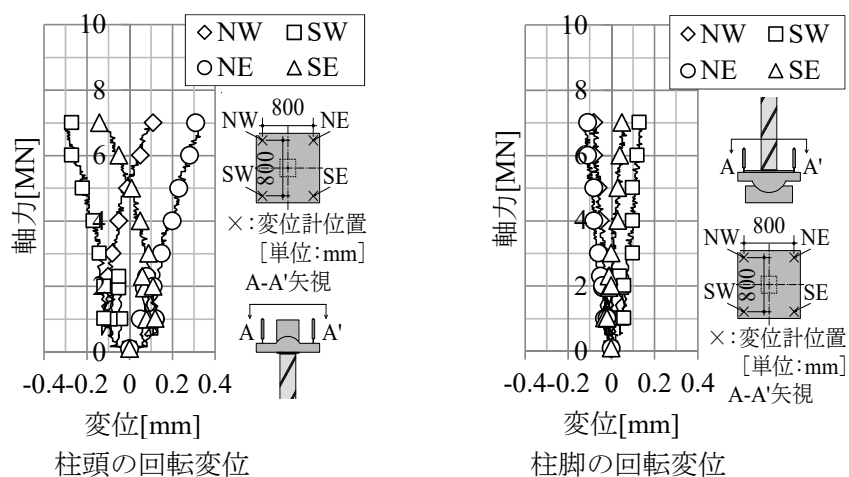 10
8
6
4
2
0
軸力[MN]
◇NW □SW
○NE △SE
-0.4-0.2 0 0.2 0.4
変位[mm]
柱頭の回転変位
800
NW NE
800
SW SE
×:変位計位置
[単位:mm]
A-A'矢視
A A'
10
8
6
4
2
0
軸力[MN]
◇NW □SW
○NE △SE
-0.4-0.2 0 0.2 0.4
変位[mm]
柱脚の回転変位
A A'
800
NW NE
800
SW SE
×:変位計位置
[単位:mm]
A-A'矢視